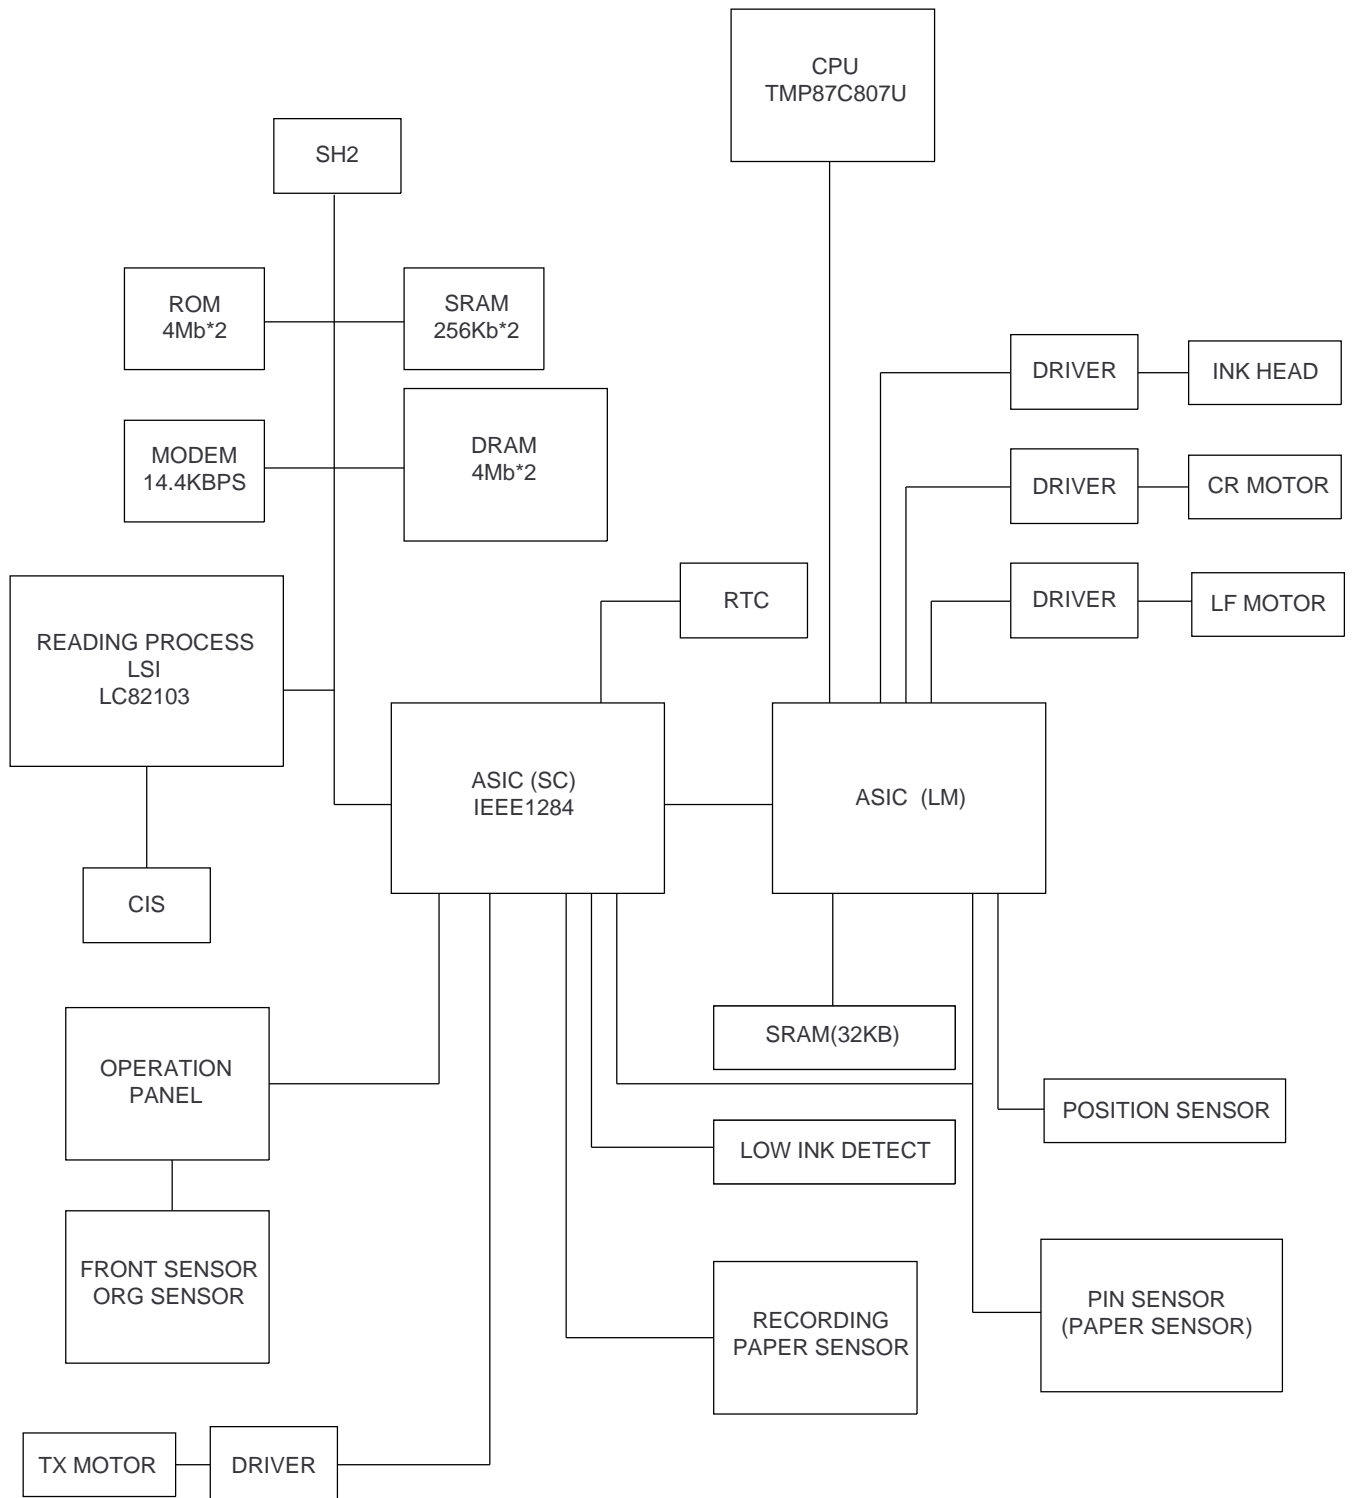 CPU
TMP87C807U
SH2
ROM
4Mb*2
SRAM
256Kb*2
DRIVER
INK HEAD
MODEM
14.4KBPS
DRAM
4Mb*2
DRIVER
CR MOTOR
RTC
DRIVER
LF MOTOR
READING PROCESS
LSI
LC82103
ASIC (SC)
IEEE1284
ASIC (LM)
CIS
SRAM(32KB)
OPERATION
PANEL
POSITION SENSOR
LOW INK DETECT
FRONT SENSOR
ORG SENSOR
RECORDING
PAPER SENSOR
PIN SENSOR
(PAPER SENSOR)
TX MOTOR
DRIVER